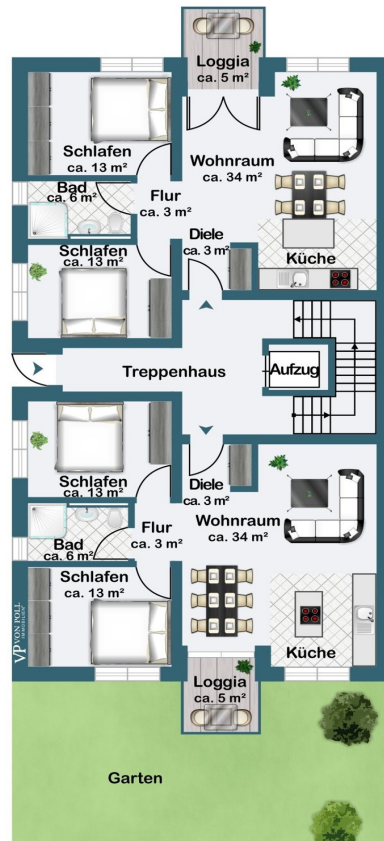 Loggia
ca. 5 m²
Schlafen
ca. 13 m²
Wohnraum
ca. 34 m²
Bad
ca. 6 m²
Flur
ca. 3 m²
Diele
ca. 3 m²
Schlafen
ca. 13 m²
Küche
Treppenhaus
Aufzug
Schlafen
ca. 13 m²
Diele
ca. 3 m²
Wohnraum
ca. 34 m²
Bad
ca. 6 m²
Flur
ca. 3 m²
Schlafen
ca. 13 m²
Küche
VP VON POLL
IMMOBILIEN
Loggia
ca. 5 m²
Garten